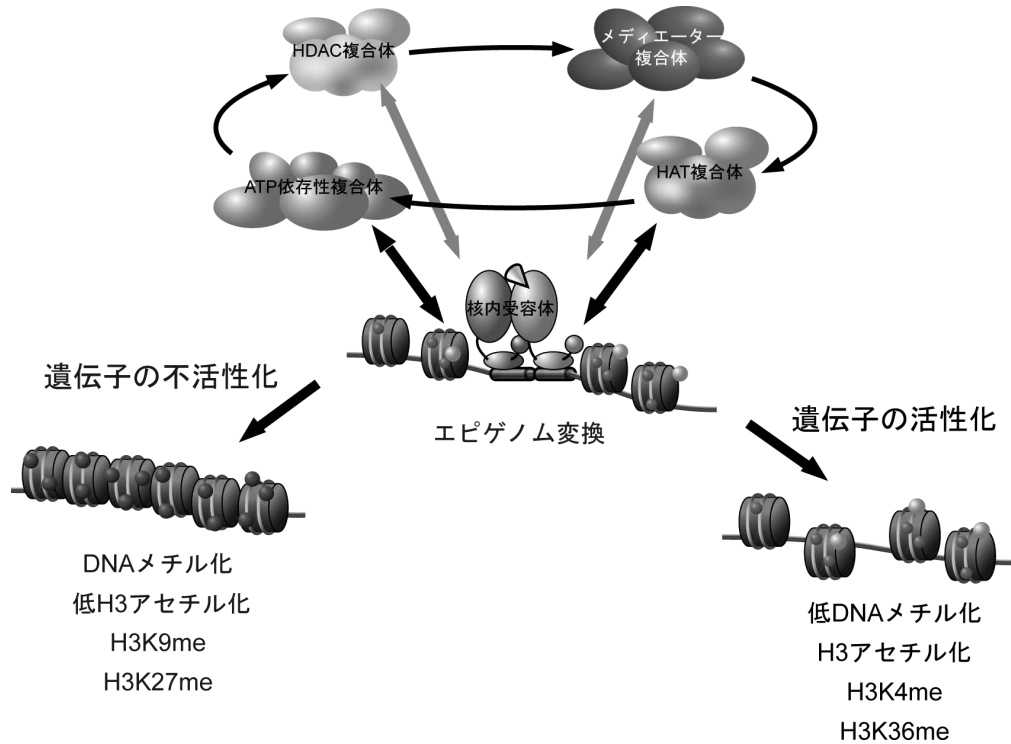 HDAC複合体
メディエーター
複合体
HAT複合体
ATP依存性複合体
核内受容体
遺伝子の不活性化
エピゲノム変換
遺伝子の活性化
DNAメチル化
低H3アセチル化
H3K9me
H3K27me
低DNAメチル化
H3アセチル化
H3K4me
H3K36me